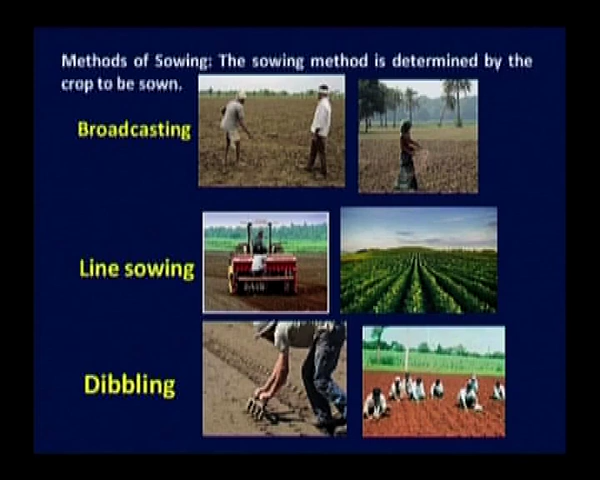 Methods of Sowing: The sowing method is determined by the
crop to be sown.
Broadcasting
Line sowing
Dibbling